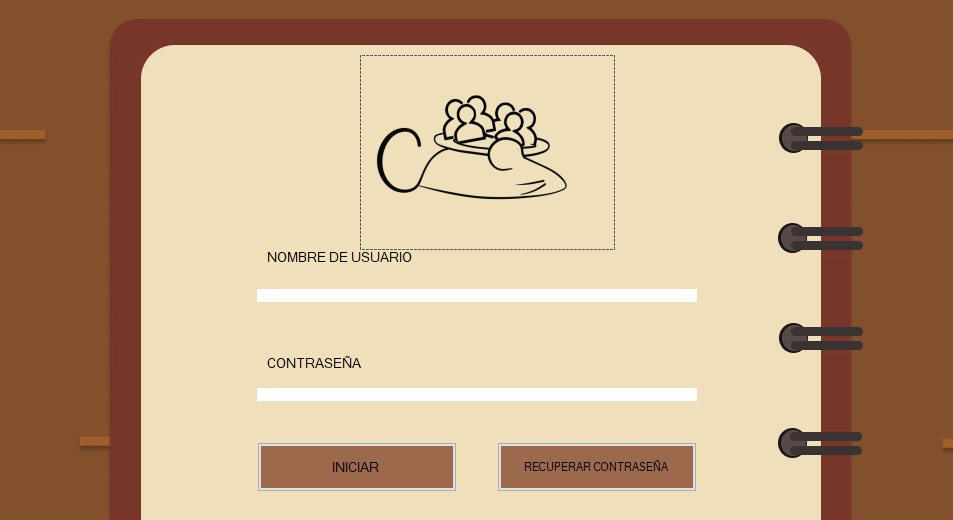 C
NOMBRE DE USUARIO
CONTRASEÑA
INICIAR
RECUPERAR CONTRASEÑA